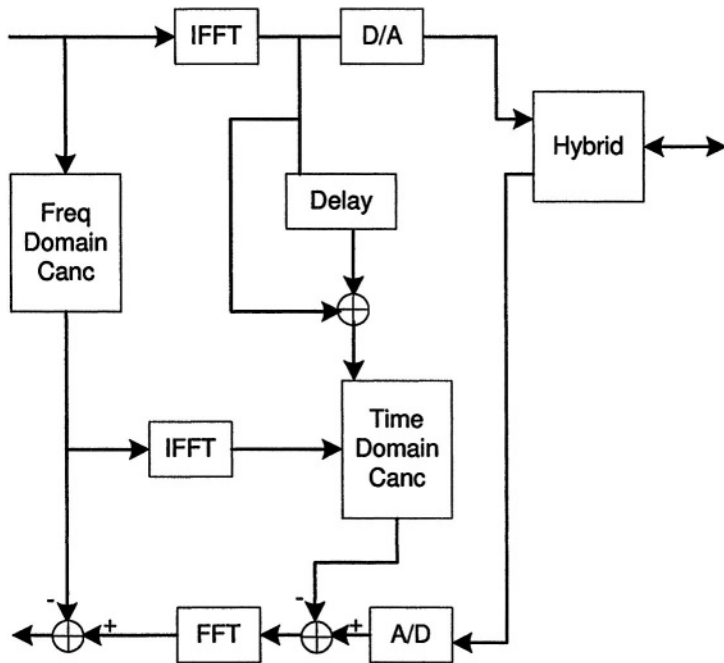 IFFT
D/A
Hybrid
Freq
Domain
Canc
Delay
Time
Domain
Canc
IFFT
-
-
+
FFT
+
A/D